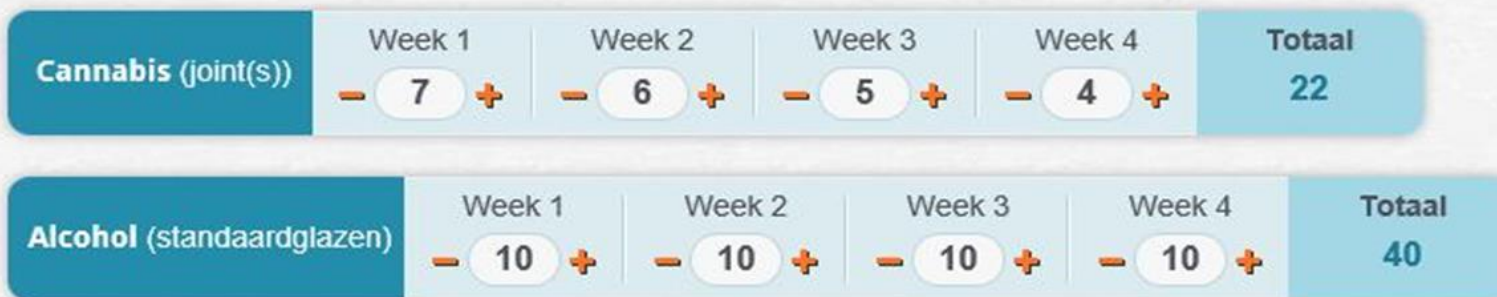 Cannabis (joint(s)) Week 1 Week 2 Week 3 Week 4 Totaal
- 7 + - 6 + - 5 + - 4 + 22
Alcohol (standaardglazen) Week 1 Week 2 Week 3 Week 4 Totaal
- 10 + - 10 + - 10 + - 10 + 40